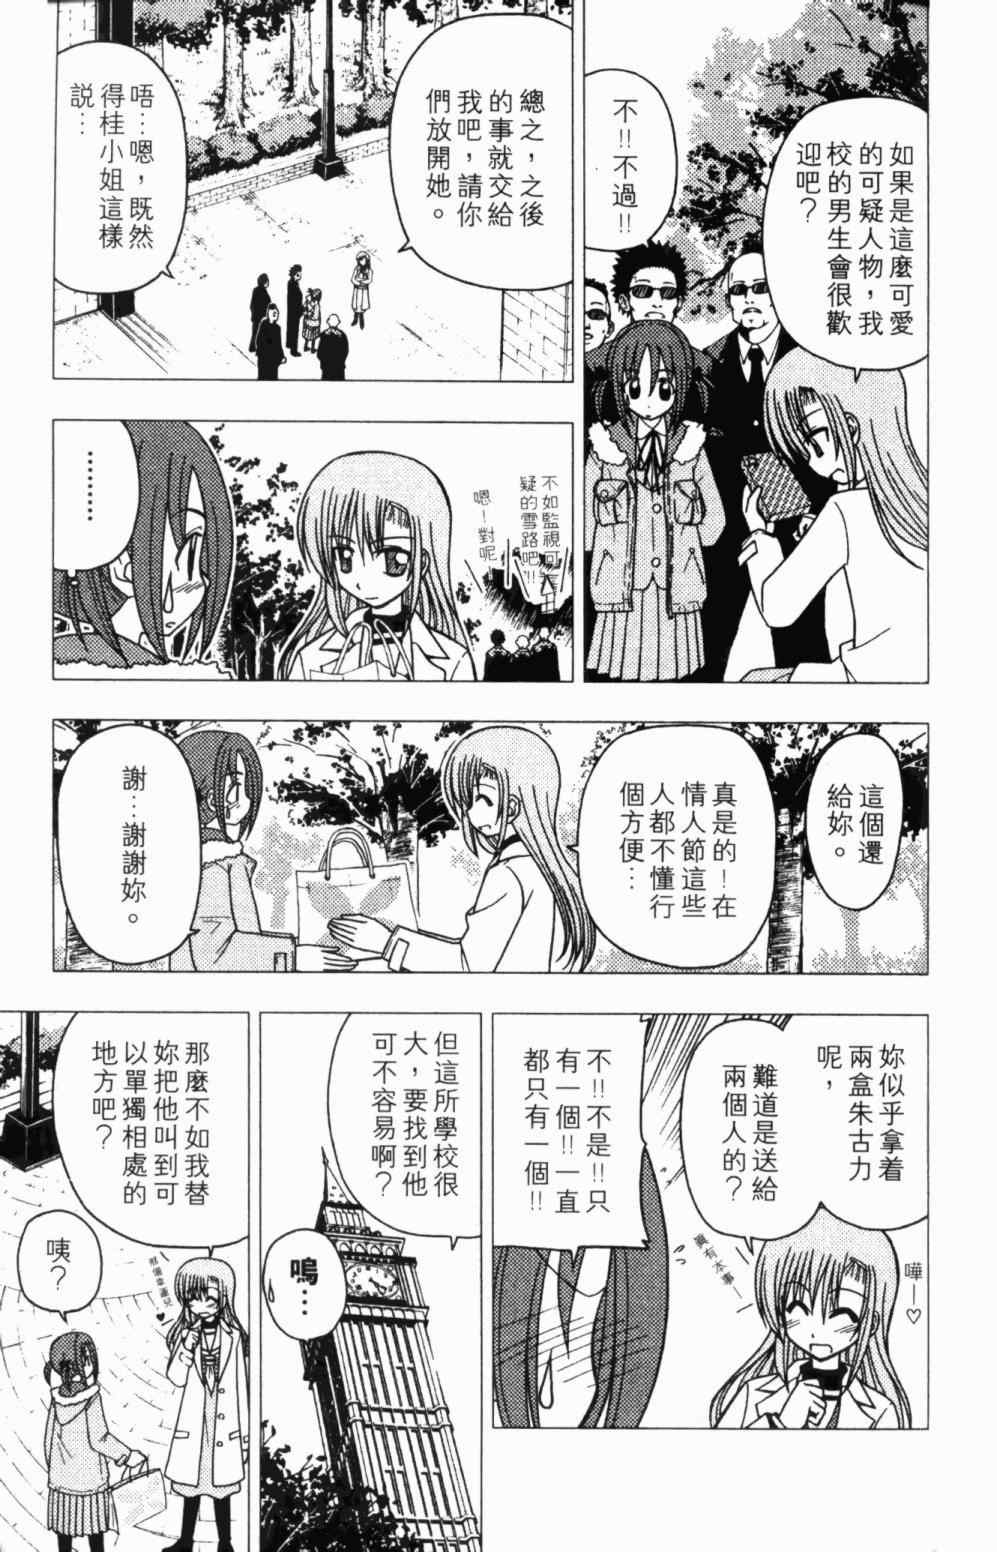 如果是這麼可愛
的可疑人物，我
校的男生會很歡
迎吧？
不!!不過!!
總之，之後
的事就交給
我吧，請你
們放開她。
唔…嗯，既然
得桂小姐這樣
説…
不如監視可
疑的雪路吧!!
嗯！對呢！
………
這個還
給妳。
真是的！在
情人節這些
人都不懂行
個方便…
謝…謝謝妳。
妳似乎拿着
兩盒朱古力
呢，
難道是送給
兩個人的？
嘩—♡
真有本事—
不!!不是!!只
有一個!!一直
都只有一個!!
但這所學校很
大，要找到他
可不容易啊？
嗚…
那麼不如我替
妳把他叫到可
以單獨相處的
地方吧？
咦？